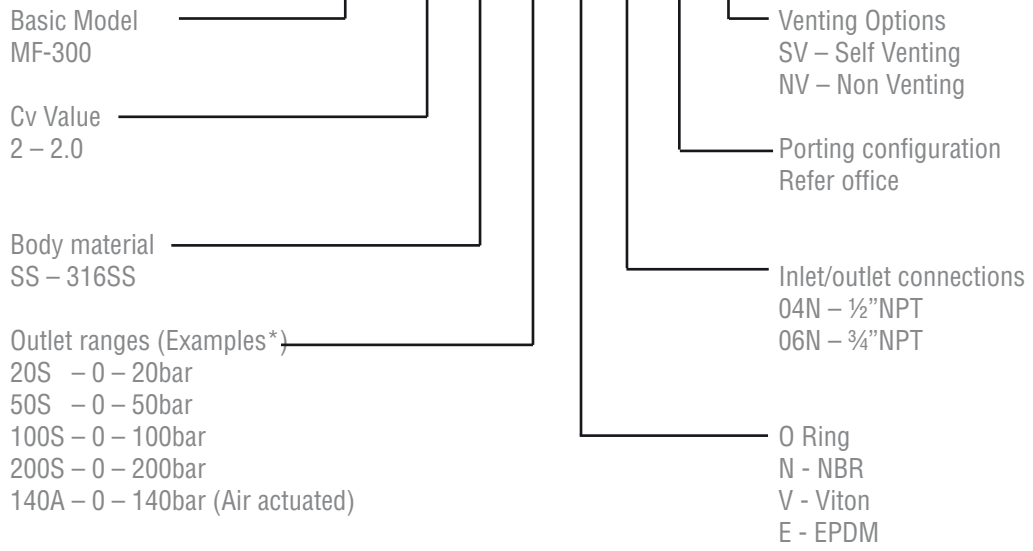 Basic Model
MF-300
Cv Value
2 – 2.0
Body material
SS – 316SS
Outlet ranges (Examples*)
20S – 0 – 20bar
50S – 0 – 50bar
100S – 0 – 100bar
200S – 0 – 200bar
140A – 0 – 140bar (Air actuated)
Venting Options
SV – Self Venting
NV – Non Venting
Porting configuration
Refer office
Inlet/outlet connections
04N – ½”NPT
06N – ¾”NPT
O Ring
N - NBR
V - Viton
E - EPDM